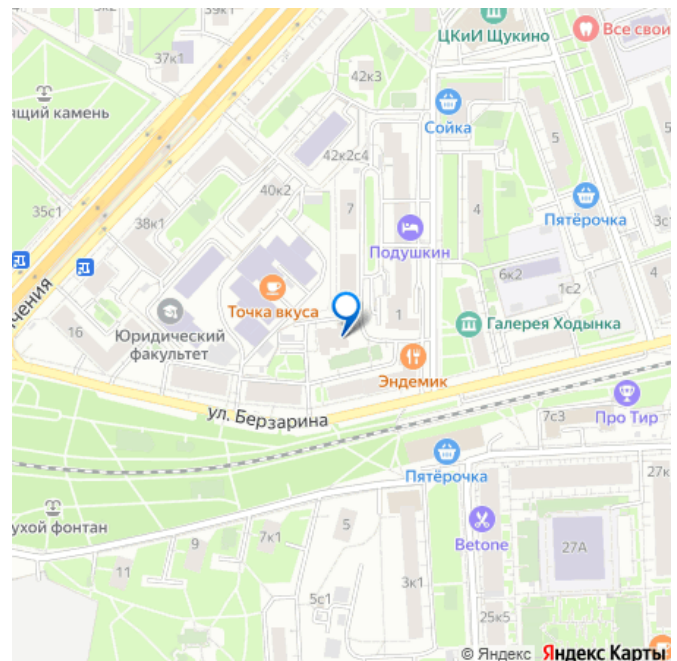 ЦКиИ Щукино
Все свои
37к1
42к3
ящий камень
Сойка
5
5
42к2с4
40к2
35с1
38к1
7
4
Пятёрочка
3с
Подушкин
6к2
4
1с2
чения
Точка вкуса
16
Юридический
факультет
1
Галерея Ходынка
Эндемик
ул. Берзарина
Про Тир
7с3
Пятёрочка
27к
ухой фонтан
5
9
7к1
Betone
27А
11
3к1
5с1
25к5
© Яндекс Яндекс Карты